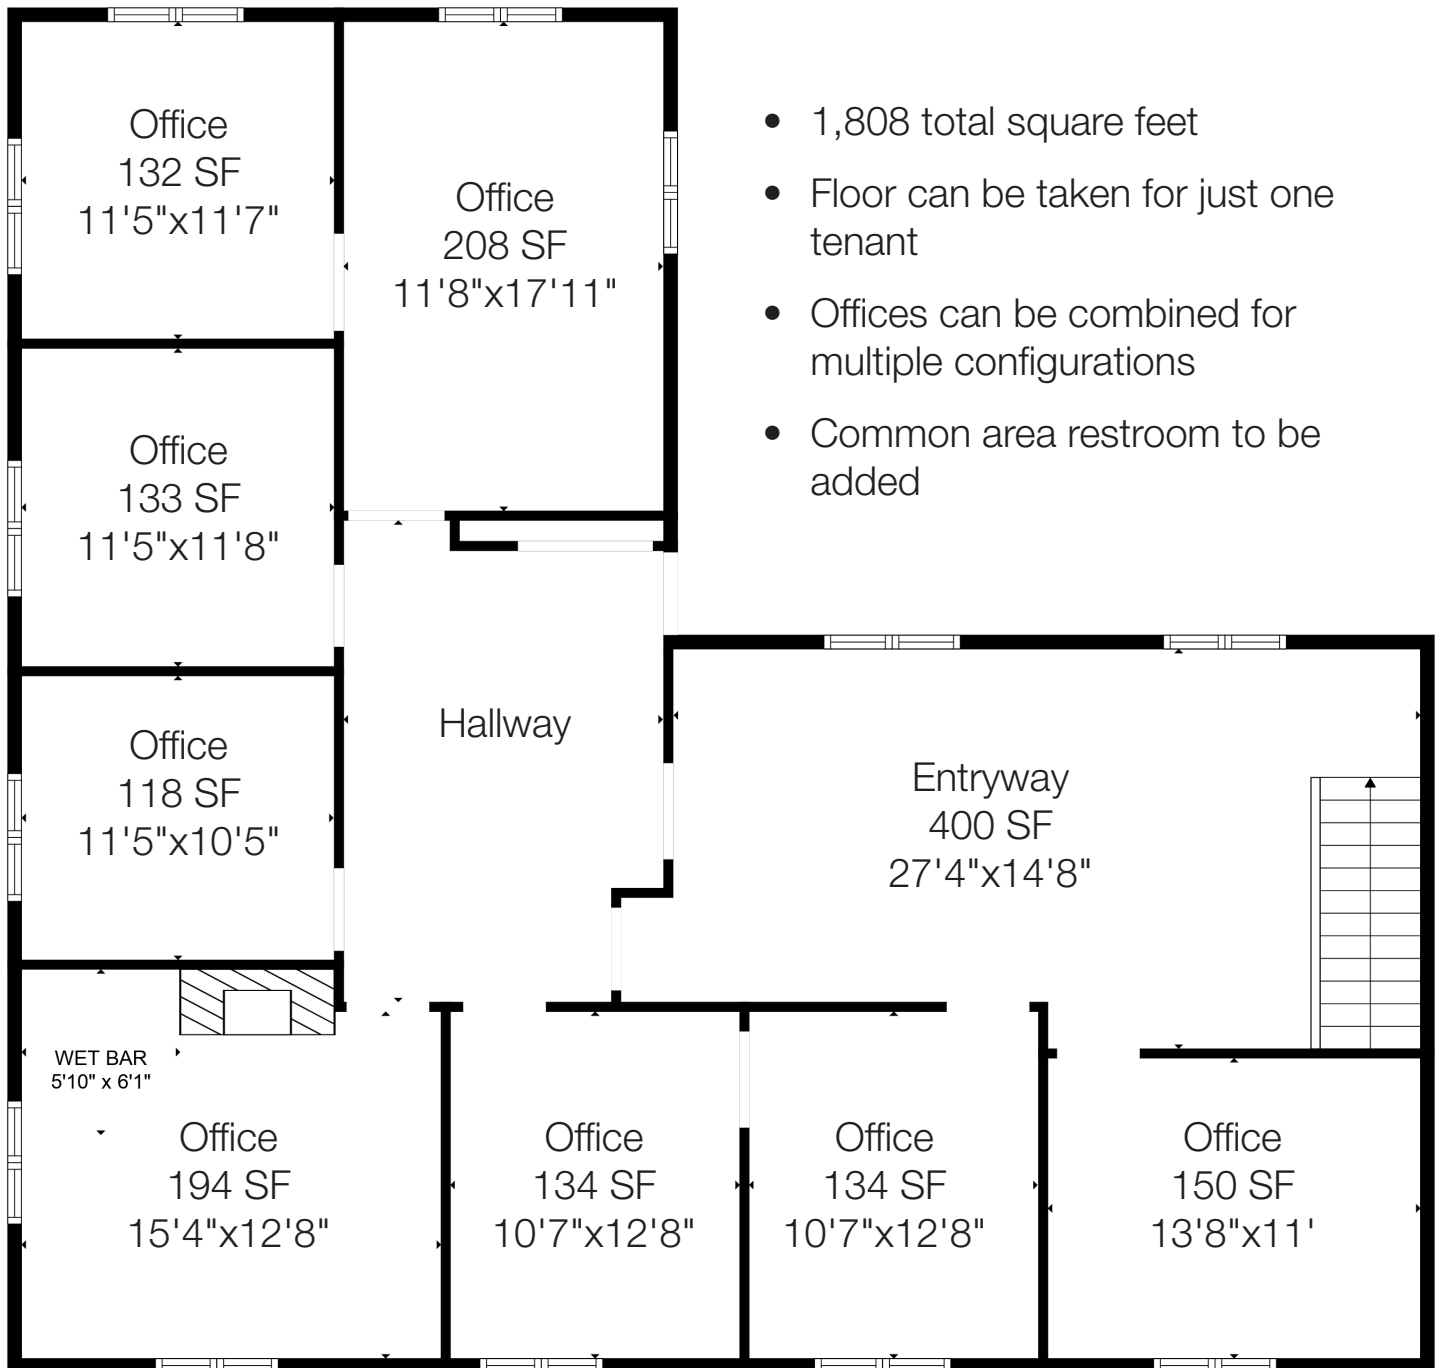 Office
132 SF
11'5"x11'7"
Office
208 SF
11'8"x17'11"
• 1,808 total square feet
• Floor can be taken for just one
tenant
• Offices can be combined for
multiple configurations
• Common area restroom to be
added
Office
133 SF
11'5"x11'8"
Hallway
Office
118 SF
11'5"x10'5"
Entryway
400 SF
27'4"x14'8"
WET BAR
5'10" x 6'1"
Office
194 SF
15'4"x12'8"
Office
134 SF
10'7"x12'8"
Office
134 SF
10'7"x12'8"
Office
150 SF
13'8"x11'